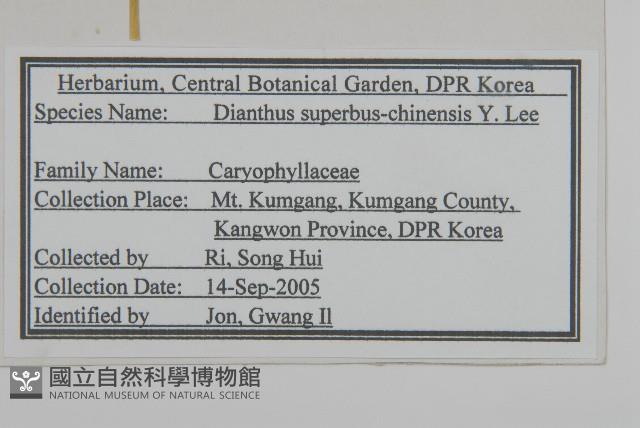 Herbarium, Central Botanical Garden, DPR Korea
Species Name: Dianthus superbus-chinensis Y. Lee
Family Name: Caryophyllaceae
Collection Place: Mt. Kumgang, Kumgang County,
Kangwon Province, DPR Korea
Collected by Ri, Song Hui
Collection Date: 14-Sep-2005
Identified by Jon, Gwang Il
國立自然科學博物館
NATIONAL MUSEUM OF NATURAL SCIENCE